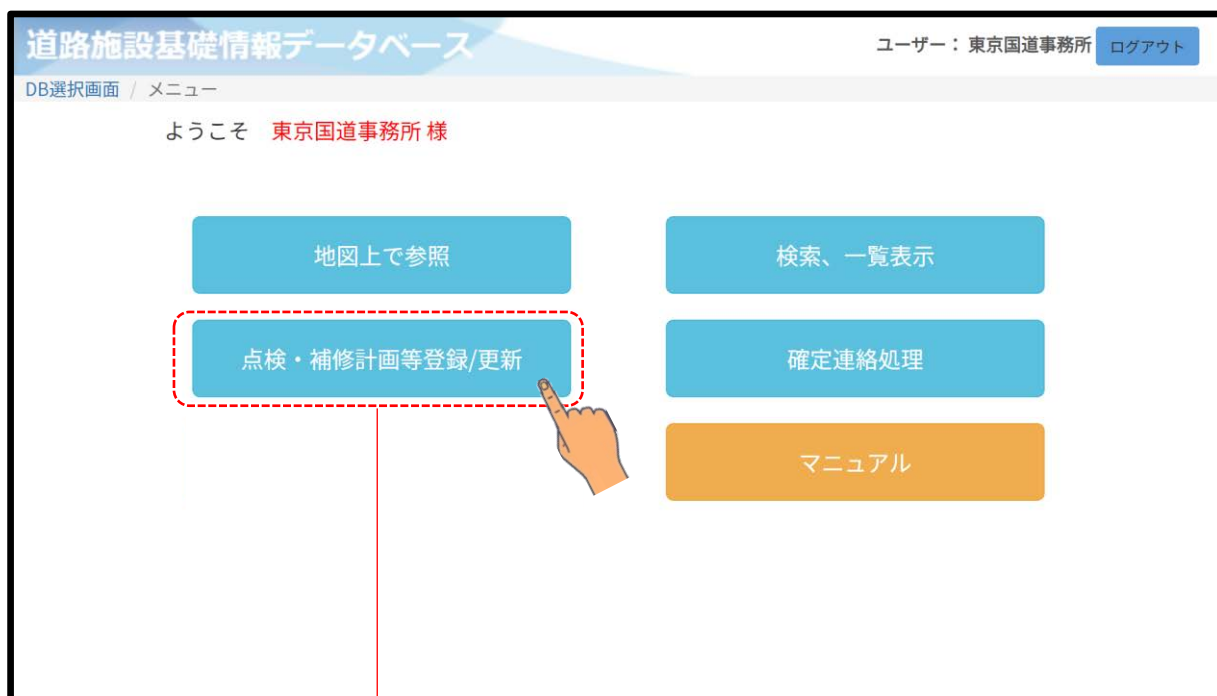 道路施設基礎情報データベース
ユーザー： 東京国道事務所 ログアウト
DB選択画面 / メニュー
ようこそ 東京国道事務所 様
地図上で参照
検索、一覧表示
点検・補修計画等登録/更新
確定連絡処理
マニュアル